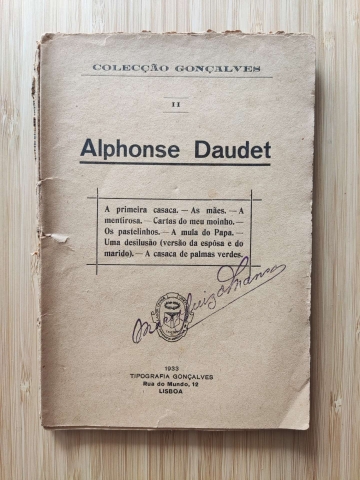 COLECÇÃO GONÇALVES
II
Alphonse Daudet
A primeira casaca. — As mães. — A
mentirosa. — Cartas do meu moinho. —
Os pastelinhos. — A mula do Papa. —
Uma desilusão (versão da espôsa e do
marido). — A casaca de palmas verdes.
1933
TIPOGRAFIA GONÇALVES
Rua do Mundo, 12
LISBOA